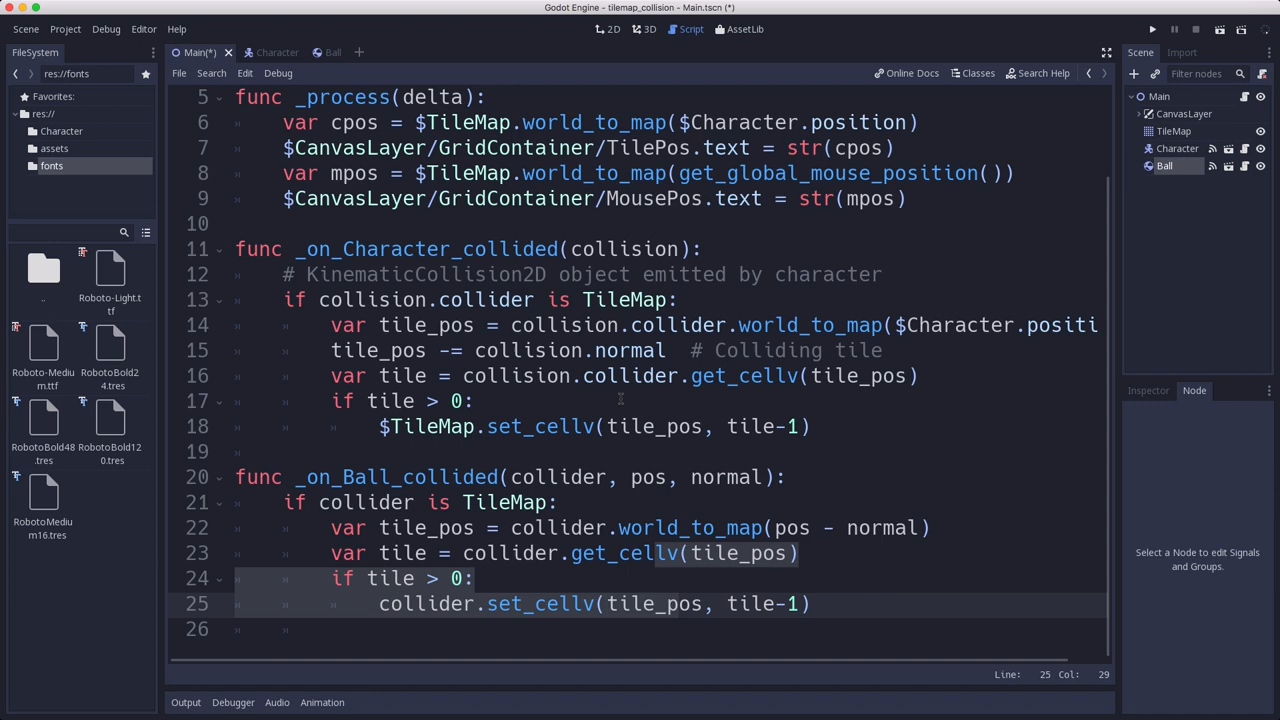 Godot Engine - tilemap_collision - Main.tscn (*)
Scene Project Debug Editor Help
2D 3D Script AssetLib
FileSystem
Main(*) Character Ball
Scene Import
res://fonts
File Search Edit Debug
Online Docs Classes Search Help
Filter nodes
Favorites:
res://
Character
assets
fonts
..
Roboto-Light.t
tf
Roboto-Mediu
m.ttf
RobotoBold2
4.tres
RobotoBold48
.tres
RobotoBold12
0.tres
RobotoMediu
m16.tres
5 func _process(delta):
6 var cpos = $TileMap.world_to_map($Character.position)
7 $CanvasLayer/GridContainer/TilePos.text = str(cpos)
8 var mpos = $TileMap.world_to_map(get_global_mouse_position())
9 $CanvasLayer/GridContainer/MousePos.text = str(mpos)
10
11 func _on_Character_collided(collision):
12 # KinematicCollision2D object emitted by character
13 if collision.collider is TileMap:
14 var tile_pos = collision.collider.world_to_map($Character.positi
15 tile_pos -= collision.normal # Colliding tile
16 var tile = collision.collider.get_cellv(tile_pos)
17 if tile > 0:
18 $TileMap.set_cellv(tile_pos, tile-1)
19
20 func _on_Ball_collided(collider, pos, normal):
21 if collider is TileMap:
22 var tile_pos = collider.world_to_map(pos - normal)
23 var tile = collider.get_cellv(tile_pos)
24 if tile > 0:
25 collider.set_cellv(tile_pos, tile-1)
26
Line: 25 Col: 29
Output Debugger Audio Animation
Main
CanvasLayer
TileMap
Character
Ball
Inspector Node
Select a Node to edit Signals
and Groups.